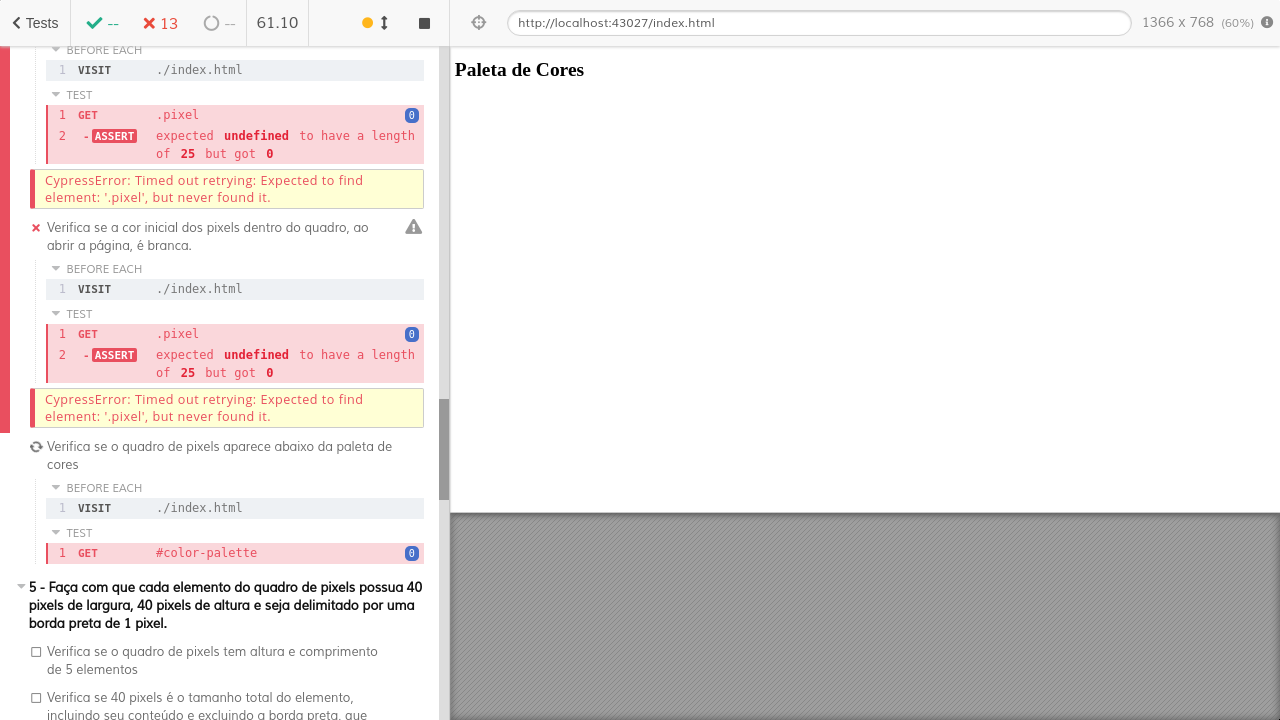 Tests
--
13
--
61.10
http://localhost:43027/index.html
1366 x 768 (60%)
BEFORE EACH
1 VISIT ./index.html
TEST
1 GET .pixel 0
2 - ASSERT expected undefined to have a length
of 25 but got 0
CypressError: Timed out retrying: Expected to find
element: '.pixel', but never found it.
Verifica se a cor inicial dos pixels dentro do quadro, ao
abrir a página, é branca.
BEFORE EACH
1 VISIT ./index.html
TEST
1 GET .pixel 0
2 - ASSERT expected undefined to have a length
of 25 but got 0
CypressError: Timed out retrying: Expected to find
element: '.pixel', but never found it.
Verifica se o quadro de pixels aparece abaixo da paleta de
cores
BEFORE EACH
1 VISIT ./index.html
TEST
1 GET #color-palette 0
5 - Faça com que cada elemento do quadro de pixels possua 40
pixels de largura, 40 pixels de altura e seja delimitado por uma
borda preta de 1 pixel.
Verifica se o quadro de pixels tem altura e comprimento
de 5 elementos
Verifica se 40 pixels é o tamanho total do elemento,
incluindo seu conteúdo e excluindo a borda preta, que
Paleta de Cores